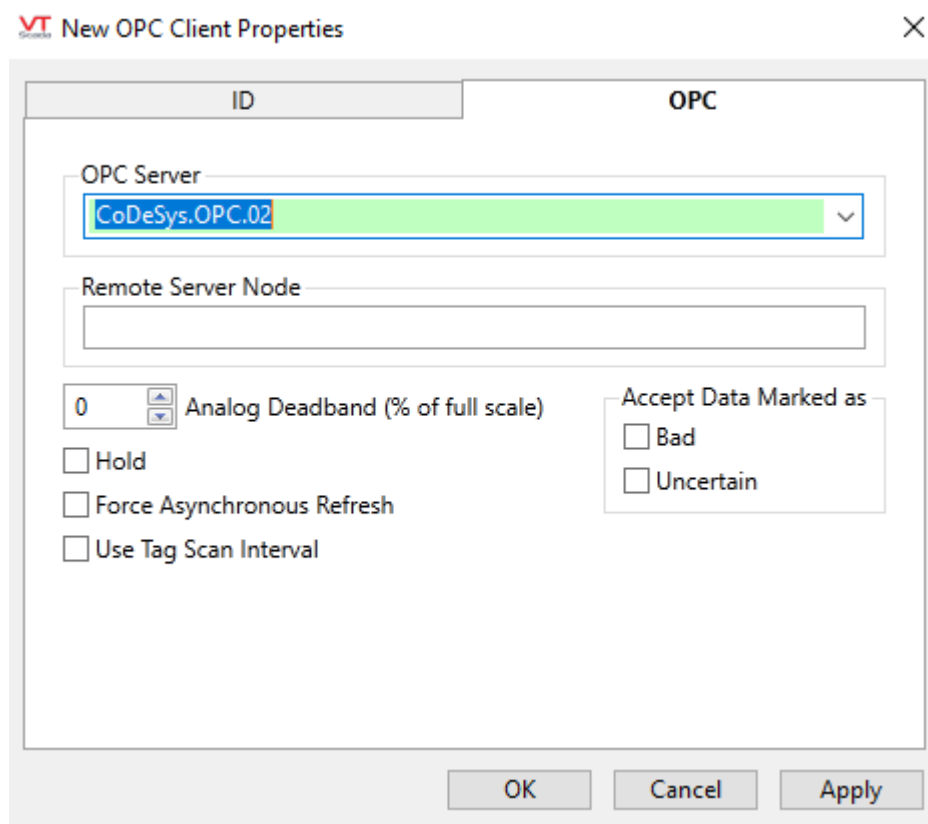 VT
Scada
New OPC Client Properties
ID
OPC
OPC Server
CoDeSys.OPC.02
Remote Server Node
0
Analog Deadband (% of full scale)
Accept Data Marked as
Bad
Hold
Uncertain
Force Asynchronous Refresh
Use Tag Scan Interval
OK
Cancel
Apply